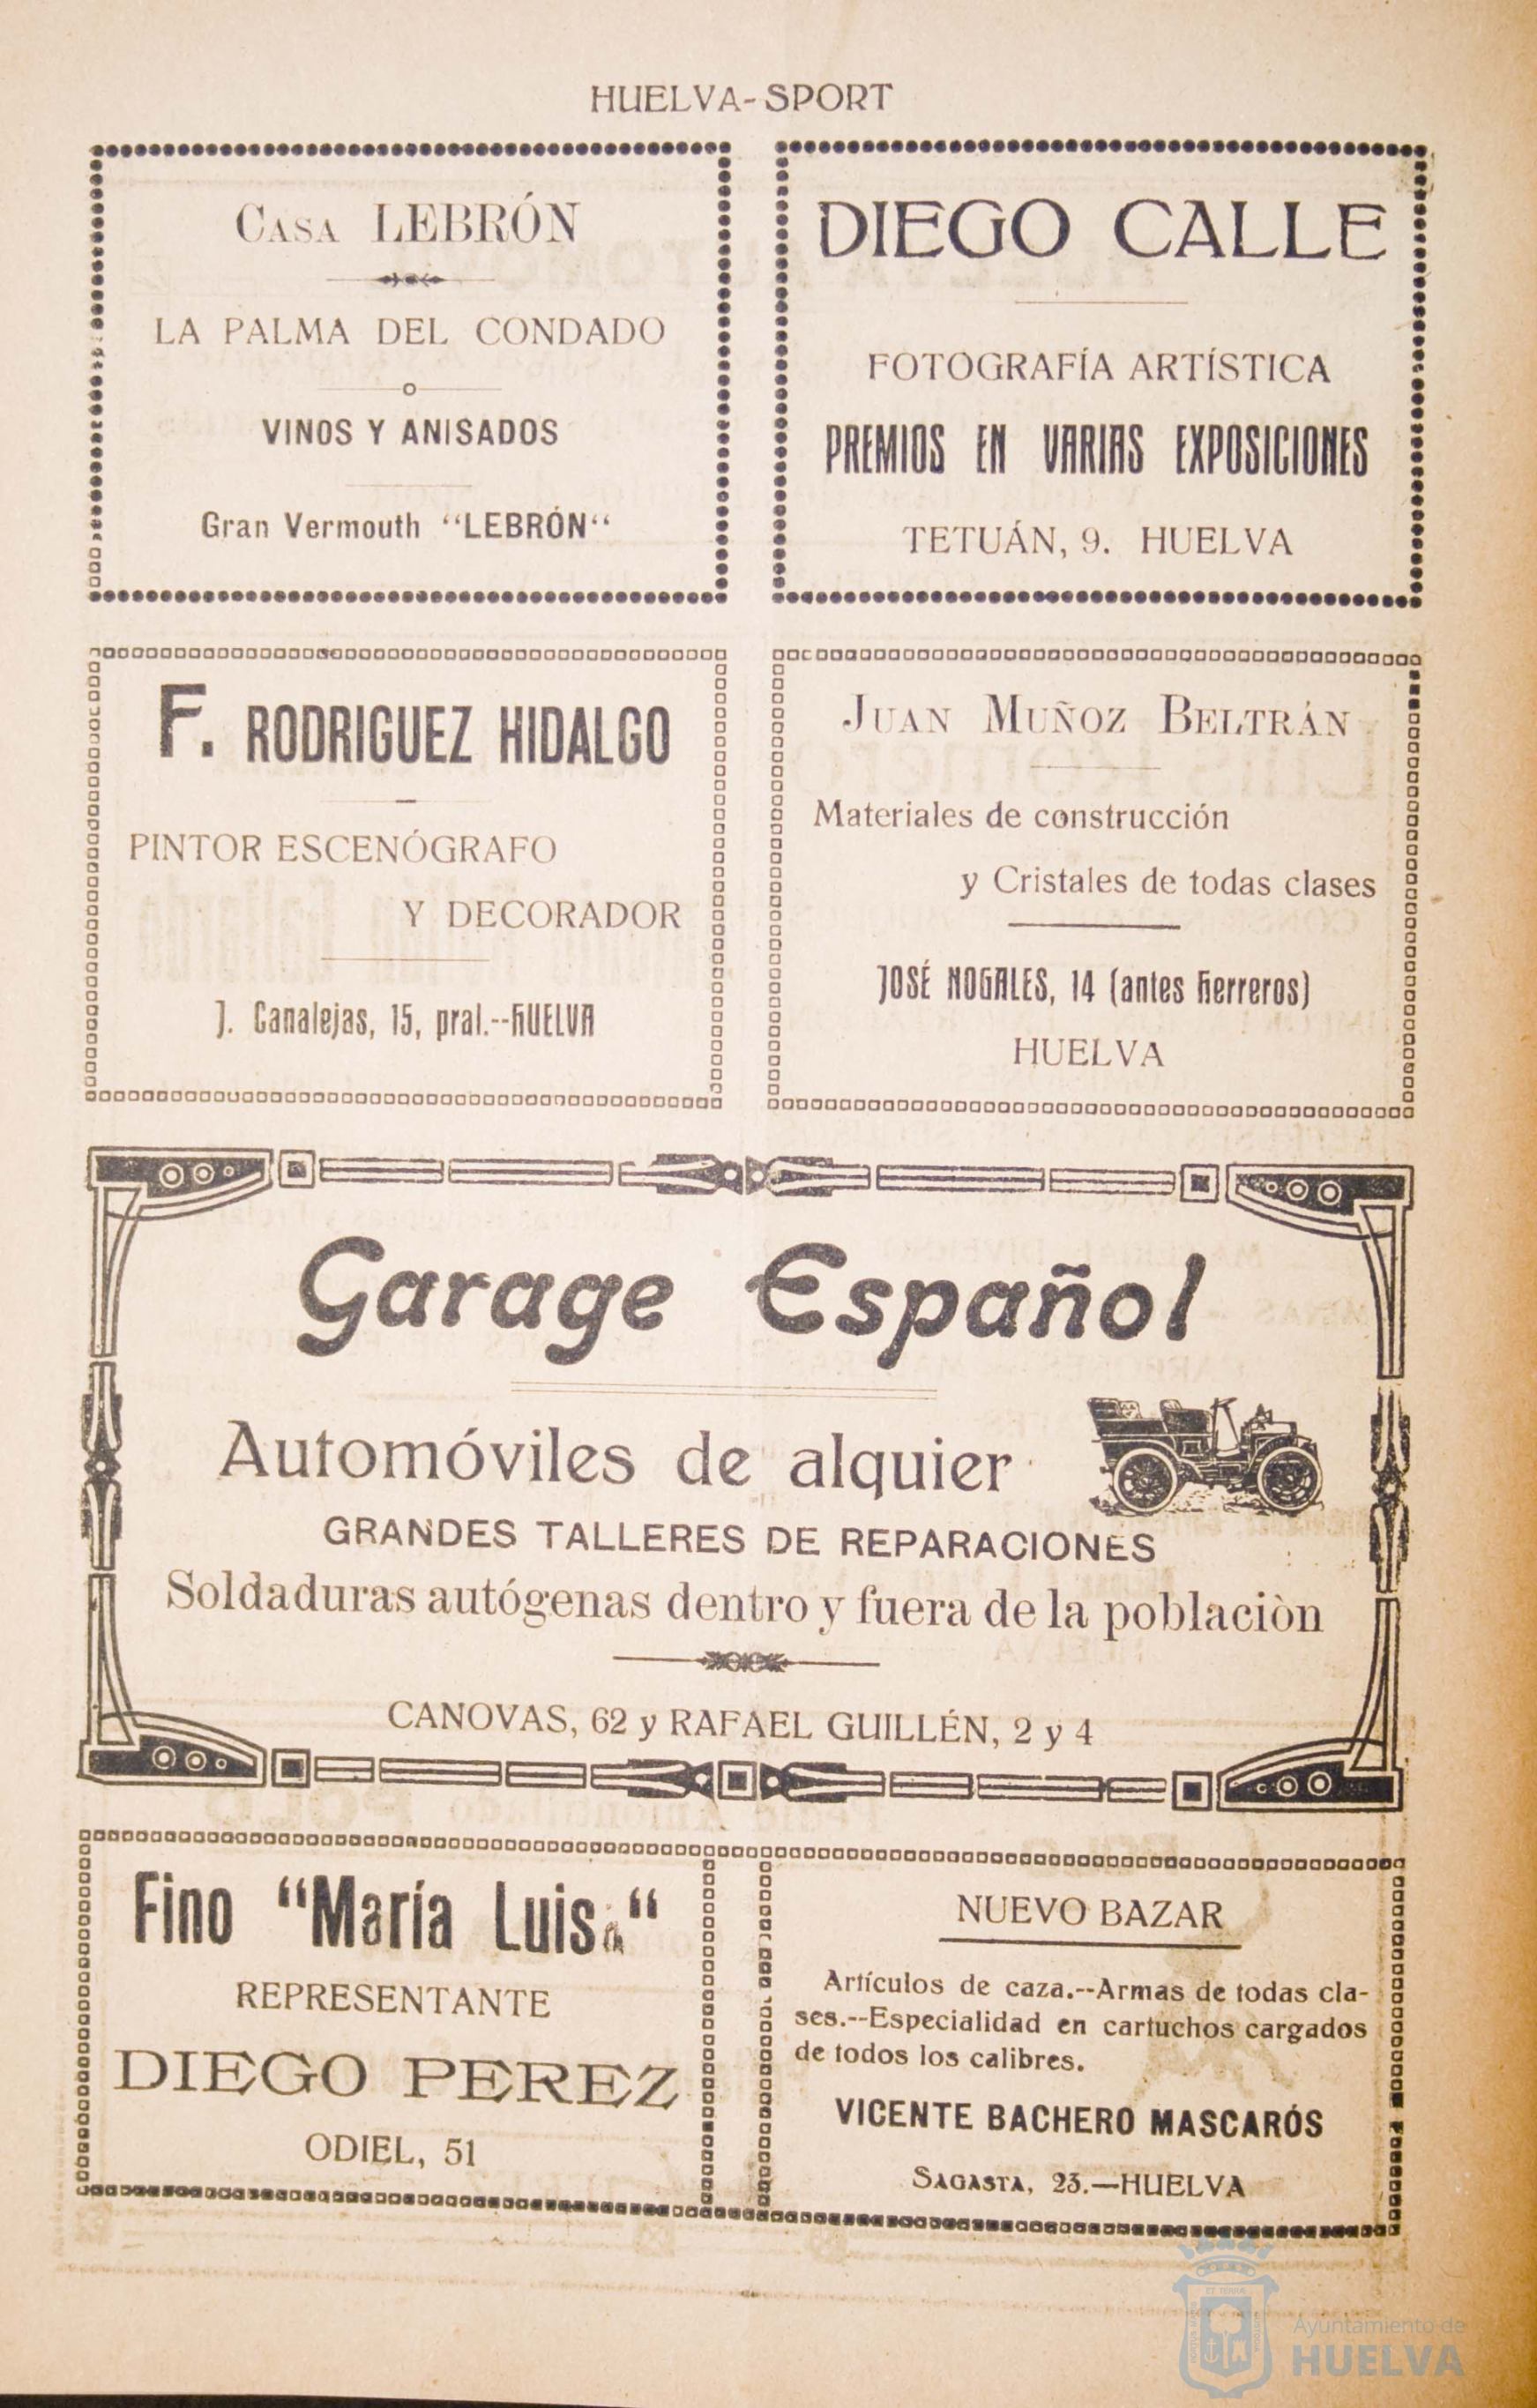 HUELVA-SPORT
CASA LEBRÓN
LA PALMA DEL CONDADO
VINOS Y ANISADOS
Gran Vermouth “LEBRÓN“
DIEGO CALLE
FOTOGRAFÍA ARTÍSTICA
PREMIOS EN VARIAS EXPOSICIONES
TETUÁN, 9. HUELVA
F. RODRIGUEZ HIDALGO
PINTOR ESCENÓGRAFO
Y DECORADOR
J. Canalejas, 15, pral.--HUELVA
JUAN MUÑOZ BELTRÁN
Materiales de construcción
y Cristales de todas clases
JOSÉ NOGALES, 14 (antes Herreros)
HUELVA
Garage Español
Automóviles de alquier
GRANDES TALLERES DE REPARACIONES
Soldaduras autógenas dentro y fuera de la poblaciòn
CANOVAS, 62 y RAFAEL GUILLÉN, 2 y 4
Fino “María Luisa“
REPRESENTANTE
DIEGO PEREZ
ODIEL, 51
NUEVO BAZAR
Artículos de caza.--Armas de todas cla-
ses.--Especialidad en cartuchos cargados
de todos los calibres.
VICENTE BACHERO MASCARÓS
SAGASTA, 23.—HUELVA
Ayuntamiento de
HUELVA